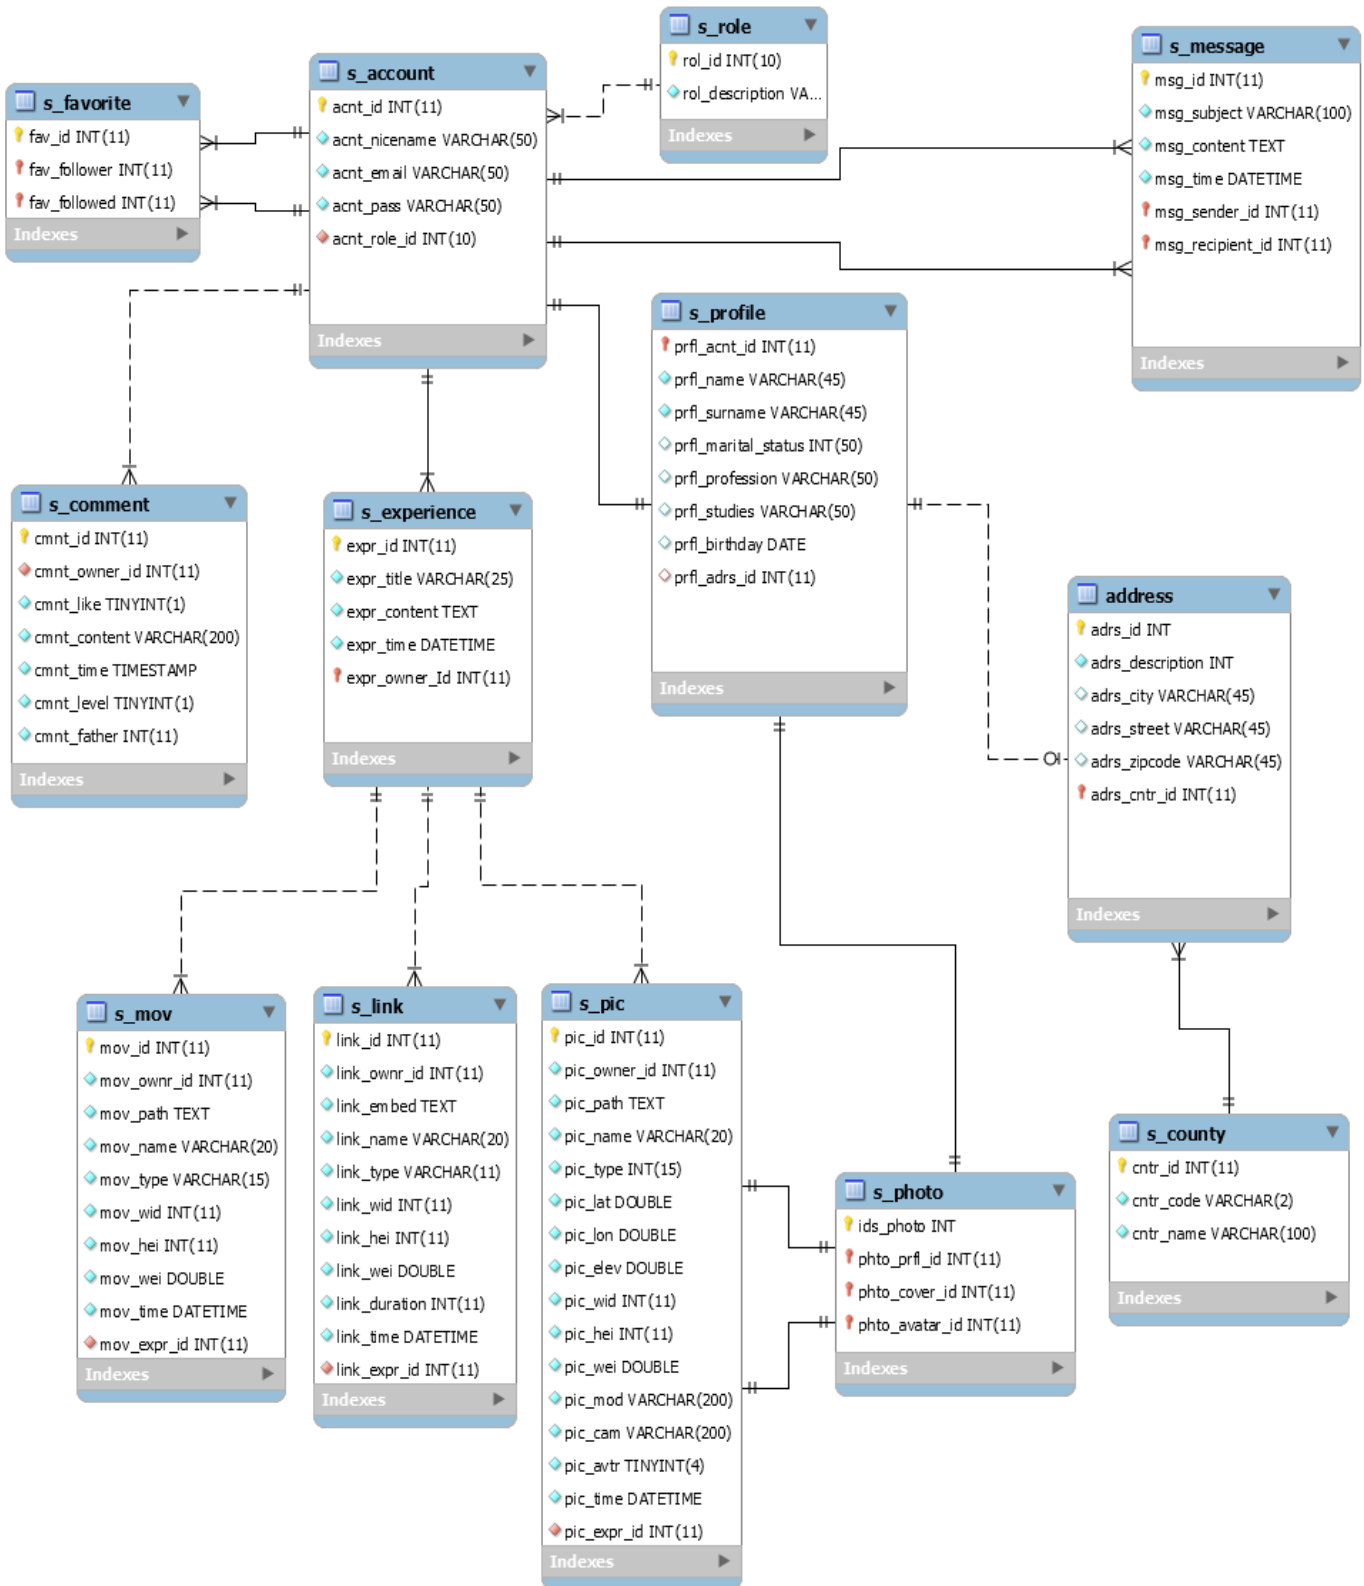 s_role
rol_id INT(10)
rol_description VA...
Indexes
s_message
msg_id INT(11)
msg_subject VARCHAR(100)
msg_content TEXT
msg_time DATETIME
msg_sender_id INT(11)
msg_recipient_id INT(11)
Indexes
s_account
acnt_id INT(11)
acnt_nicename VARCHAR(50)
acnt_email VARCHAR(50)
acnt_pass VARCHAR(50)
acnt_role_id INT(10)
Indexes
s_favorite
fav_id INT(11)
fav_follower INT(11)
fav_followed INT(11)
Indexes
s_profile
prfl_acnt_id INT(11)
prfl_name VARCHAR(45)
prfl_surname VARCHAR(45)
prfl_marital_status INT(50)
prfl_profession VARCHAR(50)
prfl_studies VARCHAR(50)
prfl_birthday DATE
prfl_adrs_id INT(11)
Indexes
s_comment
cmnt_id INT(11)
cmnt_owner_id INT(11)
cmnt_like TINYINT(1)
cmnt_content VARCHAR(200)
cmnt_time TIMESTAMP
cmnt_level TINYINT(1)
cmnt_father INT(11)
Indexes
s_experience
expr_id INT(11)
expr_title VARCHAR(25)
expr_content TEXT
expr_time DATETIME
expr_owner_Id INT(11)
Indexes
address
adrs_id INT
adrs_description INT
adrs_city VARCHAR(45)
adrs_street VARCHAR(45)
adrs_zipcode VARCHAR(45)
adrs_cntr_id INT(11)
Indexes
s_mov
mov_id INT(11)
mov_ownr_id INT(11)
mov_path TEXT
mov_name VARCHAR(20)
mov_type VARCHAR(15)
mov_wid INT(11)
mov_hei INT(11)
mov_wei DOUBLE
mov_time DATETIME
mov_expr_id INT(11)
Indexes
s_link
link_id INT(11)
link_ownr_id INT(11)
link_embed TEXT
link_name VARCHAR(20)
link_type VARCHAR(11)
link_wid INT(11)
link_hei INT(11)
link_wei DOUBLE
link_duration INT(11)
link_time DATETIME
link_expr_id INT(11)
Indexes
s_pic
pic_id INT(11)
pic_owner_id INT(11)
pic_path TEXT
pic_name VARCHAR(20)
pic_type INT(15)
pic_lat DOUBLE
pic_lon DOUBLE
pic_elev DOUBLE
pic_wid INT(11)
pic_hei INT(11)
pic_wei DOUBLE
pic_mod VARCHAR(200)
pic_cam VARCHAR(200)
pic_avtr TINYINT(4)
pic_time DATETIME
pic_expr_id INT(11)
Indexes
s_photo
ids_photo INT
phto_prfl_id INT(11)
phto_cover_id INT(11)
phto_avatar_id INT(11)
Indexes
s_county
cntr_id INT(11)
cntr_code VARCHAR(2)
cntr_name VARCHAR(100)
Indexes